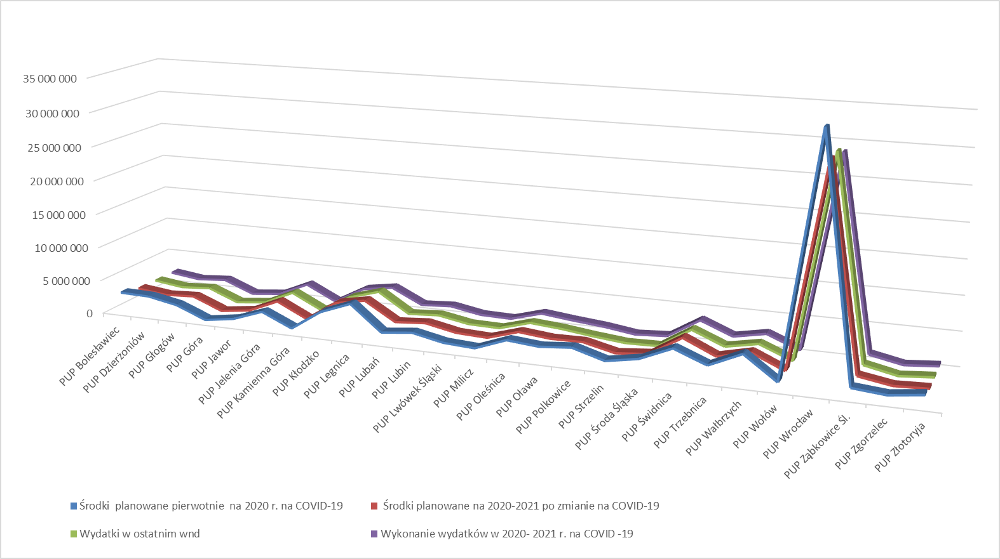 35 000 000
30 000 000
25 000 000
20 000 000
15 000 000
10 000 000
5 000 000
0
PUP Bolesławiec
PUP Dzierżoniów
PUP Głogów
PUP Góra
PUP Jawor
PUP Jelenia Góra
PUP Kamienna Góra
PUP Kłodzko
PUP Legnica
PUP Lubań
PUP Lubin
PUP Lwówek Śląski
PUP Milicz
PUP Oleśnica
PUP Oława
PUP Polkowice
PUP Strzelin
PUP Środa Śląska
PUP Świdnica
PUP Trzebnica
PUP Wałbrzych
PUP Wołów
PUP Wrocław
PUP Ząbkowice Śl.
PUP Zgorzelec
PUP Złotoryja
Środki planowane pierwotnie na 2020 r. na COVID-19
Środki planowane na 2020-2021 po zmianie na COVID-19
Wydatki w ostatnim wnd
Wykonanie wydatków w 2020- 2021 r. na COVID -19